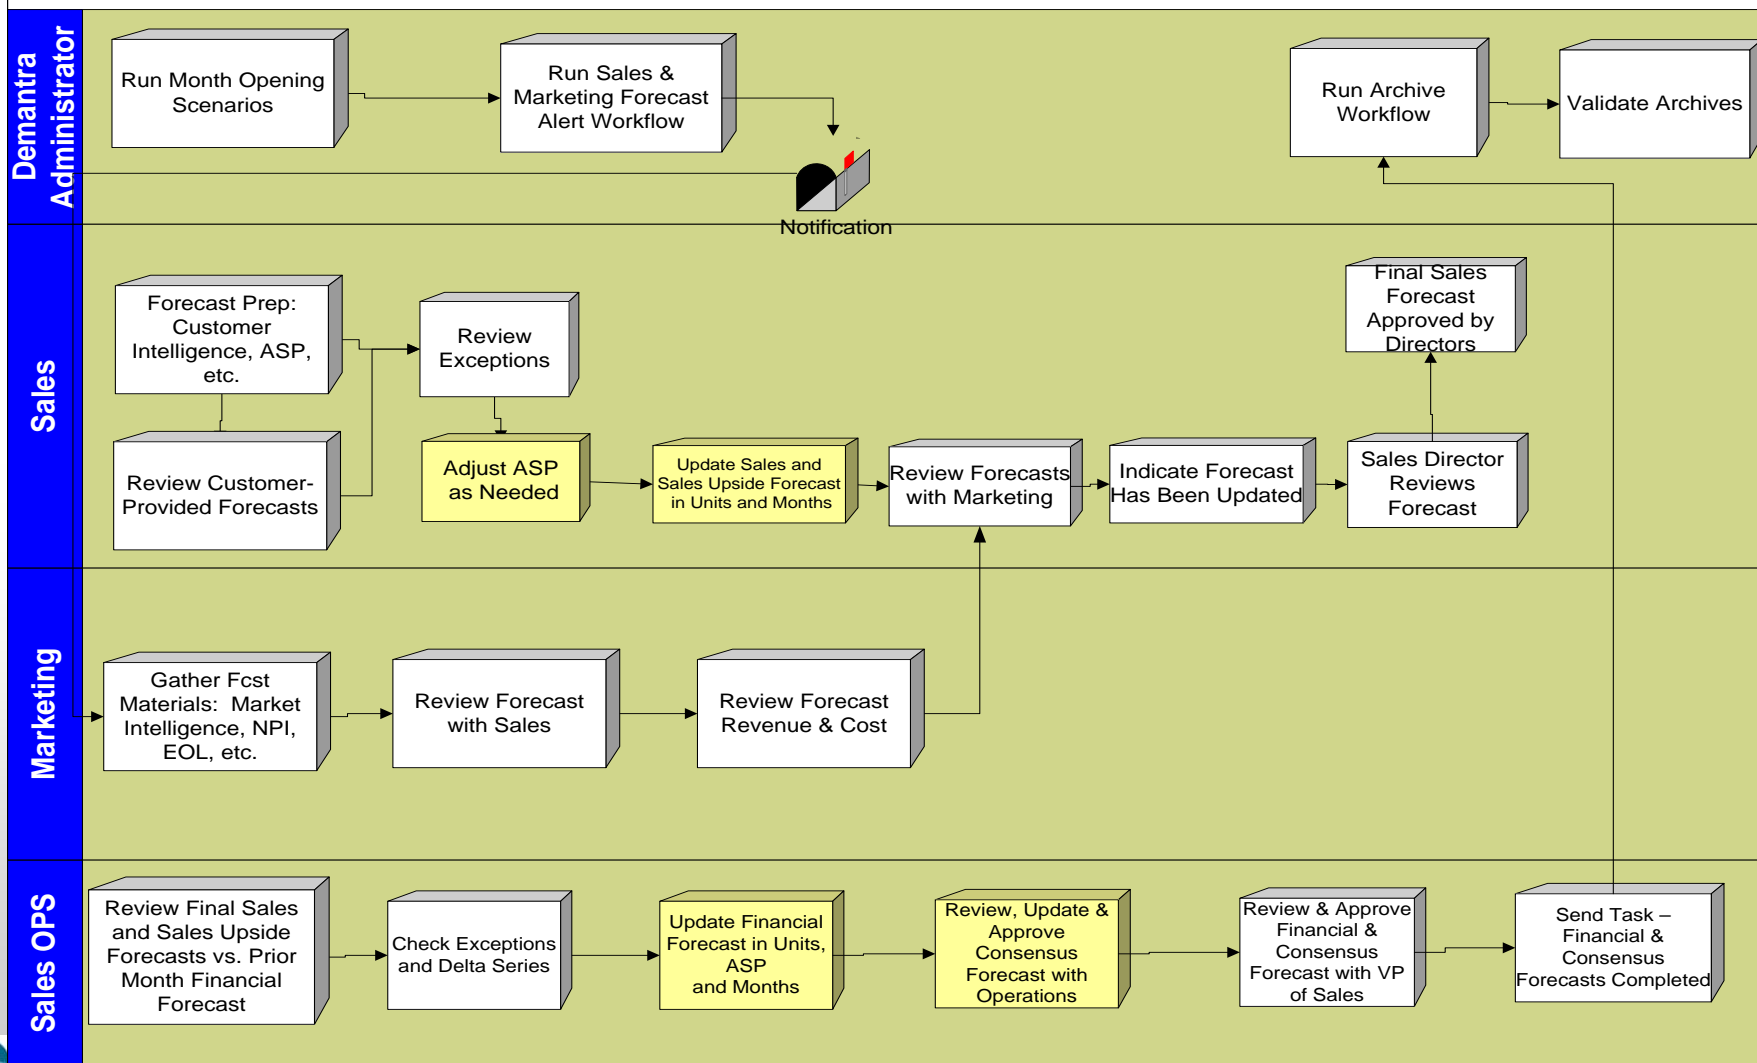 Demantra
Administrator
Run Month Opening
Scenarios
Run Sales &
Marketing Forecast
Alert Workflow
Notification
Run Archive
Workflow
Validate Archives
Sales
Forecast Prep:
Customer
Intelligence, ASP,
etc.
Review Customer-
Provided Forecasts
Review
Exceptions
Adjust ASP
as Needed
Update Sales and
Sales Upside Forecast
in Units and Months
Review Forecasts
with Marketing
Indicate Forecast
Has Been Updated
Sales Director
Reviews
Forecast
Final Sales
Forecast
Approved by
Directors
Marketing
Gather Fcst
Materials: Market
Intelligence, NPI,
EOL, etc.
Review Forecast
with Sales
Review Forecast
Revenue & Cost
Sales OPS
Review Final Sales
and Sales Upside
Forecasts vs. Prior
Month Financial
Forecast
Check Exceptions
and Delta Series
Update Financial
Forecast in Units,
ASP
and Months
Review, Update &
Approve
Consensus
Forecast with
Operations
Review & Approve
Financial &
Consensus
Forecast with VP
of Sales
Send Task –
Financial &
Consensus
Forecasts Completed